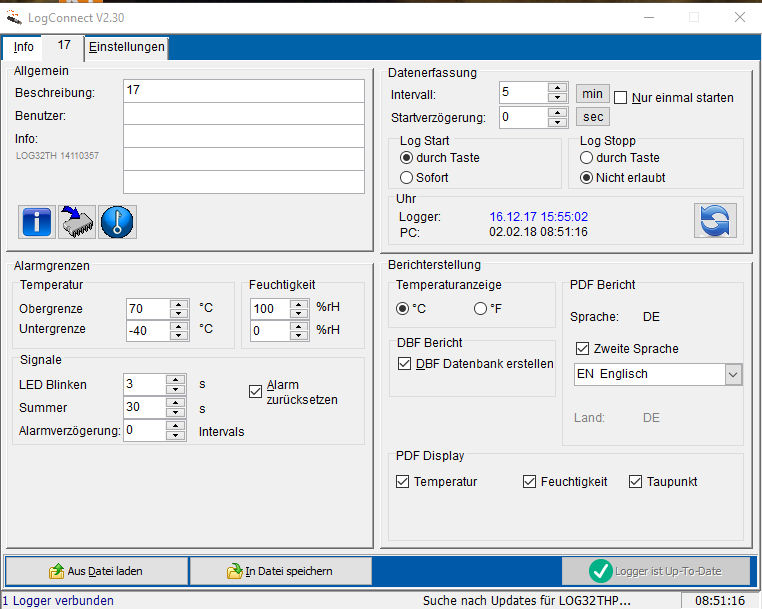 LogConnect V2.30
Info
17
Einstellungen
Allgemein
Beschreibung:
17
Benutzer:
Info:
LOG32TH 14110357
Datenerfassung
Intervall:
5
min
Nur einmal starten
Startverzögerung:
0
sec
Log Start
durch Taste
Sofort
Log Stopp
durch Taste
Nicht erlaubt
Uhr
Logger:
16.12.17 15:55:02
PC:
02.02.18 08:51:16
Alarmgrenzen
Temperatur
Obergrenze
70
°C
Untergrenze
-40
°C
Feuchtigkeit
100
%rH
0
%rH
Signale
LED Blinken
3
s
Summer
30
s
Alarmverzögerung:
0
Intervals
Alarm
zurücksetzen
Berichterstellung
Temperaturanzeige
°C
°F
DBF Bericht
DBF Datenbank erstellen
PDF Bericht
Sprache:
DE
Zweite Sprache
EN Englisch
Land:
DE
PDF Display
Temperatur
Feuchtigkeit
Taupunkt
Aus Datei laden
In Datei speichern
Logger ist Up-To-Date
1 Logger verbunden
Suche nach Updates für LOG32THP...
08:51:16